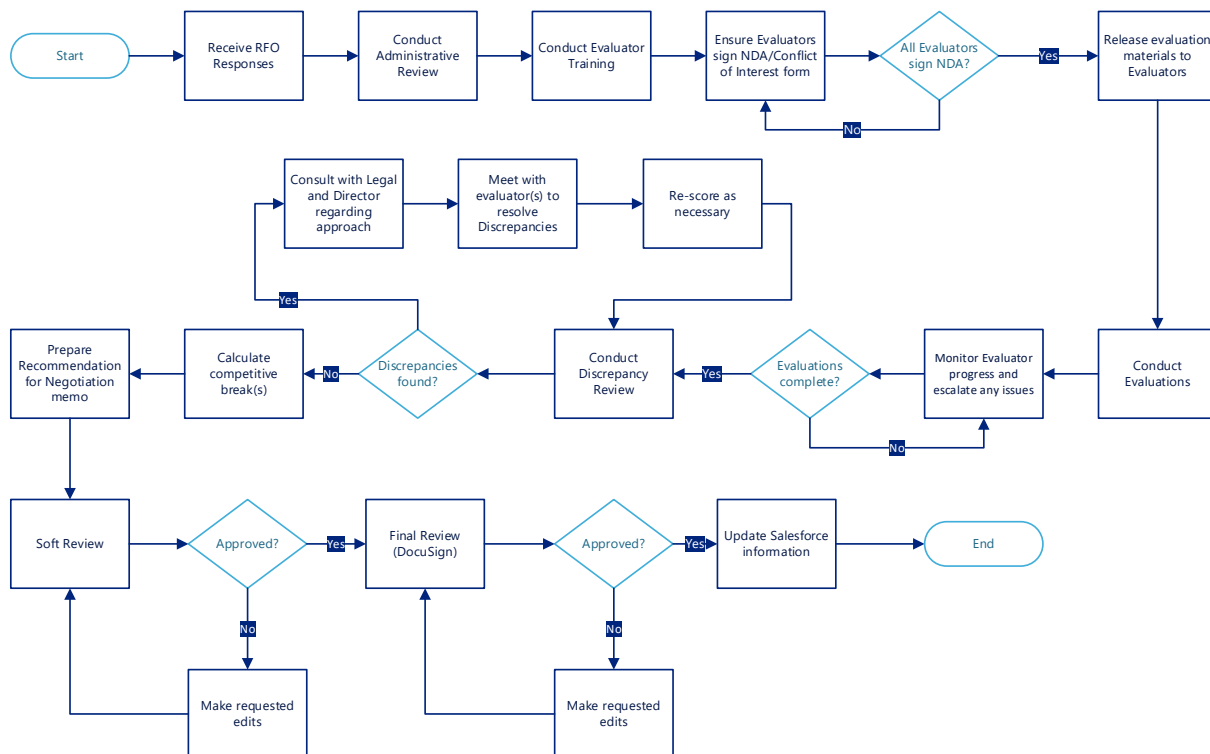 Start
Receive RFO
Responses
Conduct
Administrative
Review
Conduct Evaluator
Training
Ensure Evaluators
sign NDA/Conflict
of Interest form
All Evaluators
sign NDA?
Yes
Release evaluation
materials to
Evaluators
No
Consult with Legal
and Director
regarding
approach
Meet with
evaluator(s) to
resolve
Discrepancies
Re-score as
necessary
Yes
Prepare
Recommendation
for Negotiation
memo
Calculate
competitive
break(s)
No
Discrepancies
found?
Conduct
Discrepancy
Review
Yes
Evaluations
complete?
Monitor Evaluator
progress and
escalate any issues
Conduct
Evaluations
No
Soft Review
Approved?
Yes
Final Review
(DocuSign)
Approved?
Yes
Update Salesforce
information
End
No
No
Make requested
edits
Make requested
edits